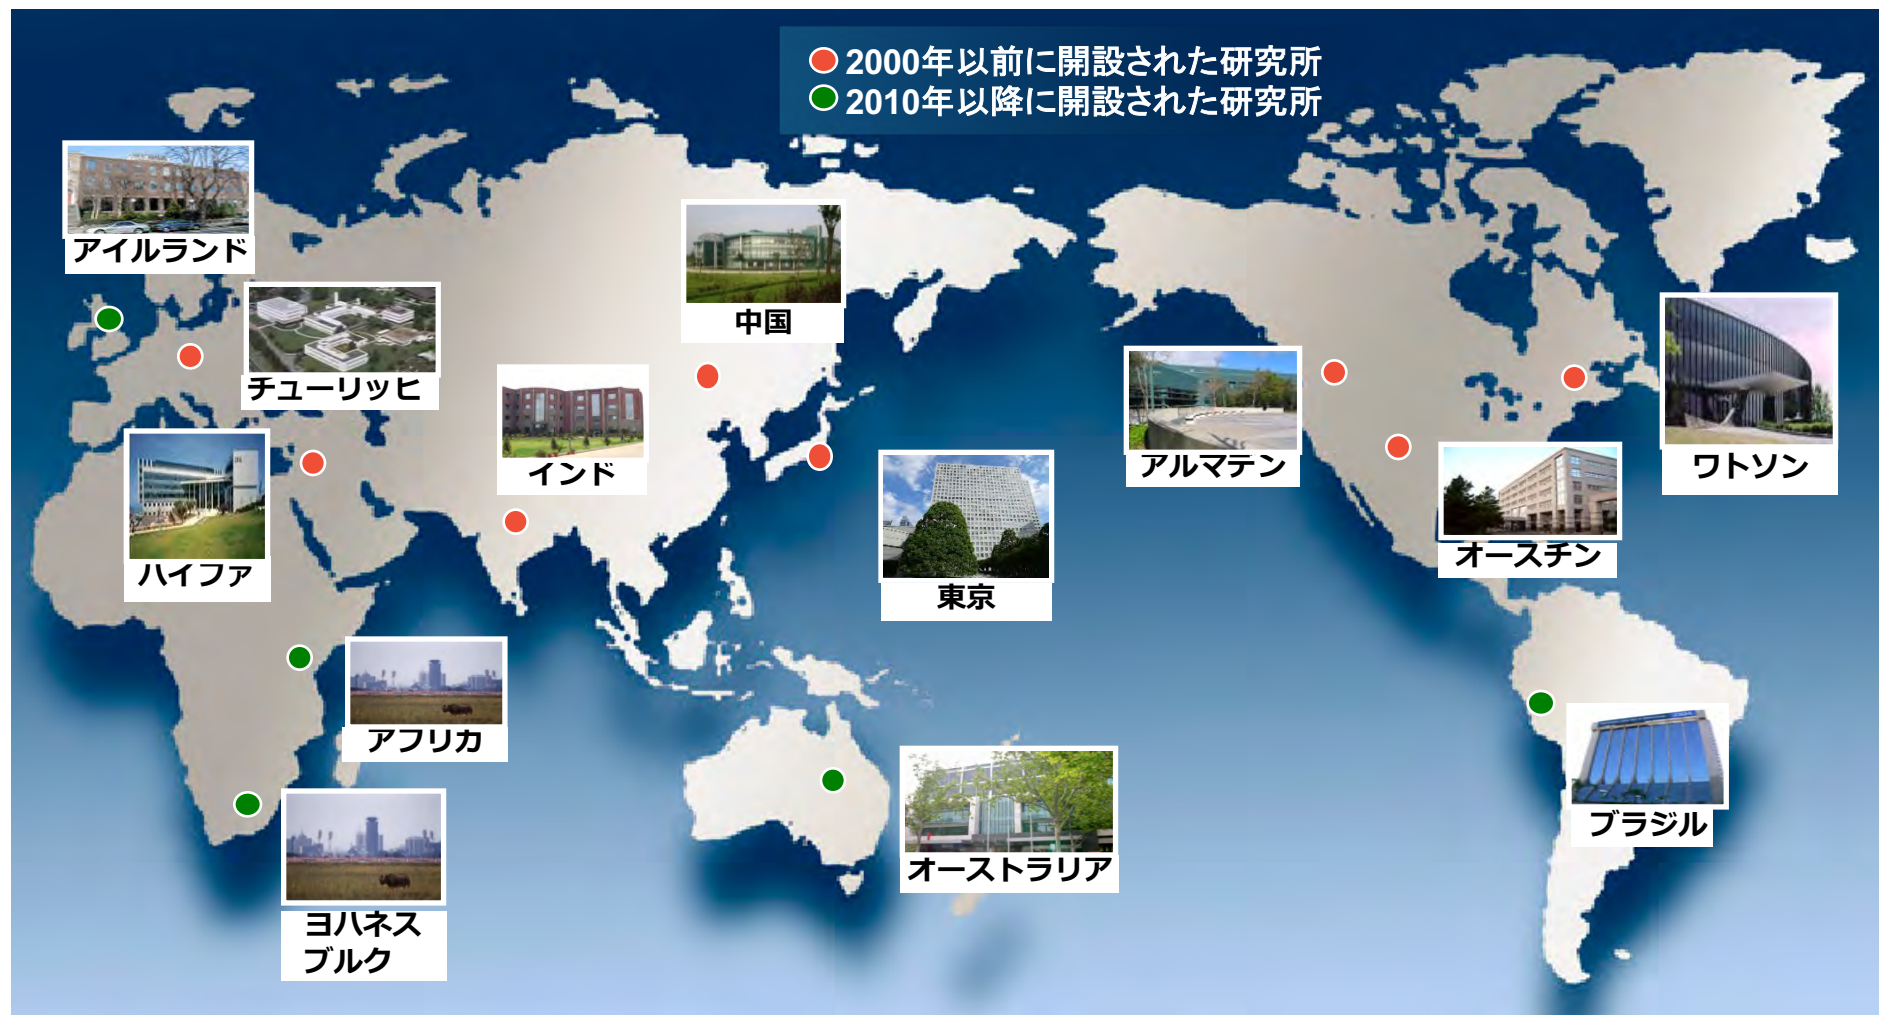 2000年以前に開設された研究所
2010年以降に開設された研究所
アイルランド
チューリッヒ
中国
インド
ハイファ
東京
アルマデン
オースチン
ワトソン
アフリカ
ヨハネス
ブルク
オーストラリア
ブラジル